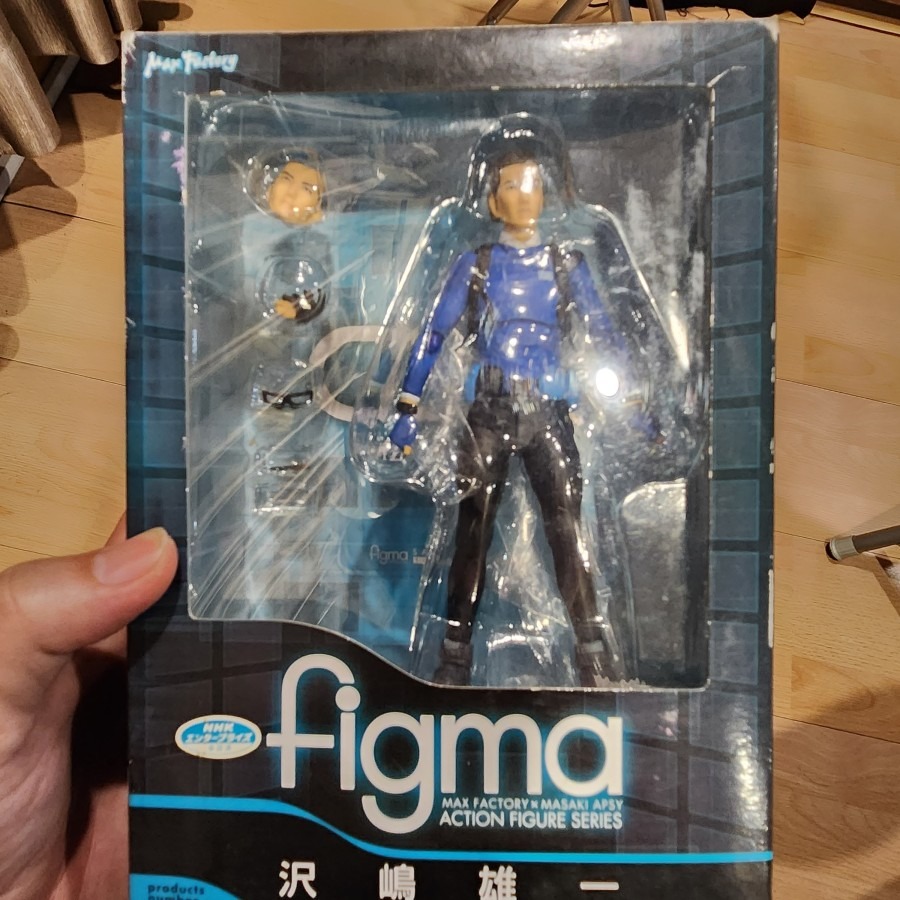 Max Factory
figma
NHK
エンタープライズ
figma
MAX FACTORY × MASAKI APSY
ACTION FIGURE SERIES
沢嶋雄一
products
number